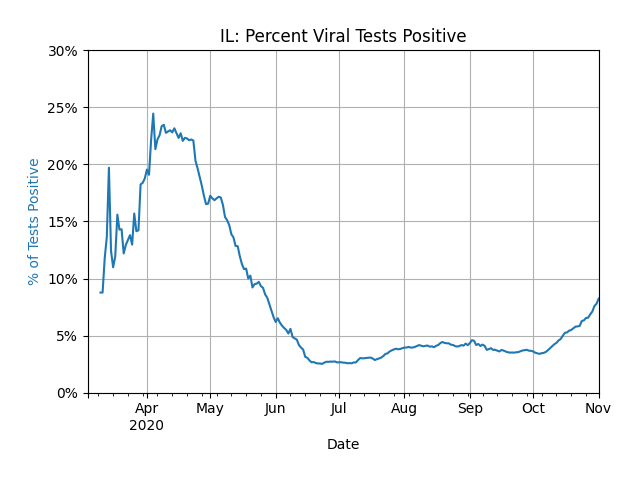 IL: Percent Viral Tests Positive
30%
25%
20%
15%
10%
5%
0%
% of Tests Positive
Apr May Jun Jul Aug Sep Oct Nov
2020
Date